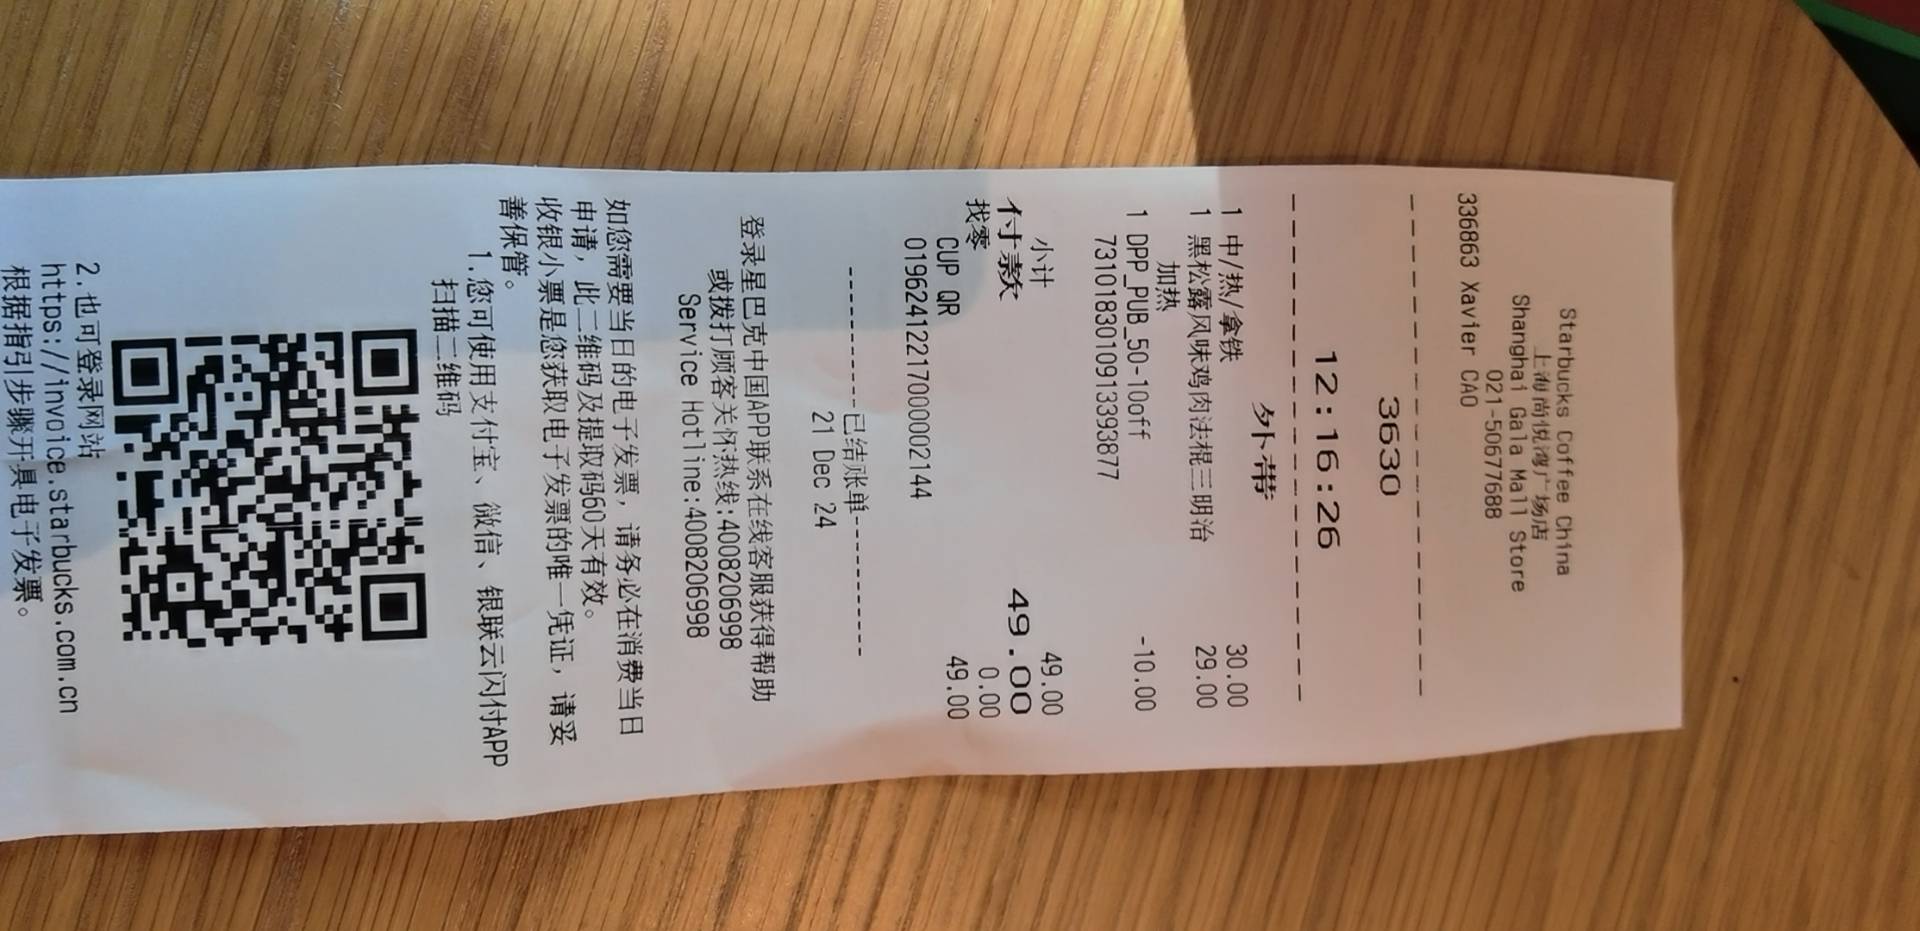 Starbucks Coffee China
上海尚悦湾广场店
Shanghai Gala Mall Store
021-50677688
336863 Xavier CAO
3630
12:16:26
外带
1 中/热/拿铁 30.00
1 黑松露风味鸡肉法棍三明治 29.00
加热
1 DPP_PUB_50-10off -10.00
7310183010913393877
小计 49.00
付款 49.00
找零 0.00
CUP QR 49.00
01962412217000002144
已结账单
21 Dec 24
登录星巴克中国APP联系在线客服获得帮助
或拨打顾客关怀热线:4008206998
Service Hotline:4008206998
如您需要当日的电子发票，请务必在消费当日
申请，此二维码及提取码60天有效。
收银小票是您获取电子发票的唯一凭证，请妥
善保管。
1.您可使用支付宝、微信、银联云闪付APP
扫描二维码
2.也可登录网站
https://invoice.starbucks.com.cn
根据指引步骤开具电子发票。